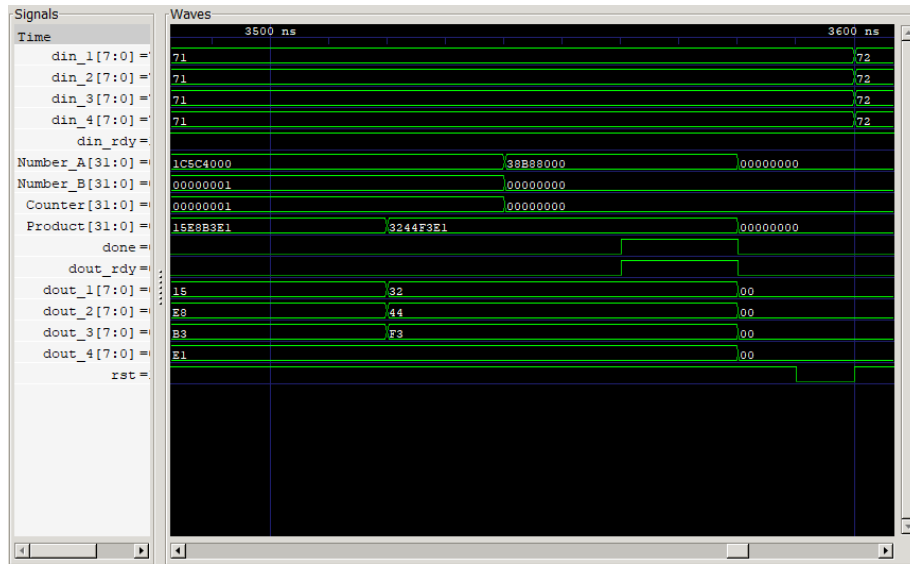 Signals Waves
Time 3500 ns 3600 ns
din_1[7:0] = 71 72
din_2[7:0] = 71 72
din_3[7:0] = 71 72
din_4[7:0] = 71 72
din_rdy =
Number_A[31:0] = 1C5C4000 38B88000 00000000
Number_B[31:0] = 00000001 00000000
Counter[31:0] = 00000001 00000000
Product[31:0] = 15E8B3E1 3244F3E1 00000000
done =
dout_rdy =
dout_1[7:0] = 15 32 00
dout_2[7:0] = E8 44 00
dout_3[7:0] = B3 F3 00
dout_4[7:0] = E1 00
rst =